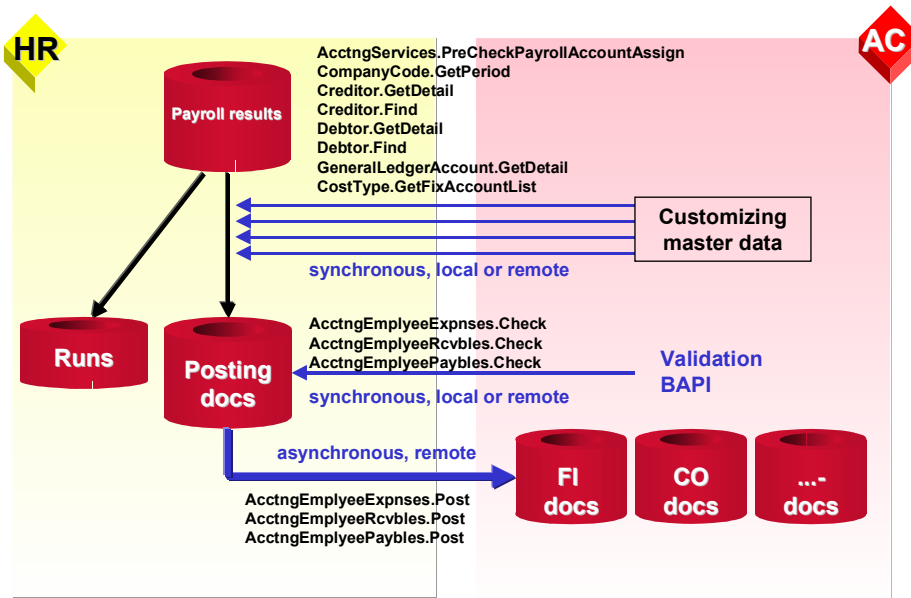 HR
AC
AcctngServices.PreCheckPayrollAccountAssign
CompanyCode.GetPeriod
Creditor.GetDetail
Creditor.Find
Debtor.GetDetail
Debtor.Find
GeneralLedgerAccount.GetDetail
CostType.GetFixAccountList
Payroll results
Customizing
master data
synchronous, local or remote
AcctngEmplyeeExpnses.Check
AcctngEmplyeeRcvbles.Check
AcctngEmplyeePaybles.Check
Runs
Posting
docs
Validation
BAPI
synchronous, local or remote
asynchronous, remote
FI
docs
CO
docs
...-
docs
AcctngEmplyeeExpnses.Post
AcctngEmplyeeRcvbles.Post
AcctngEmplyeePaybles.Post